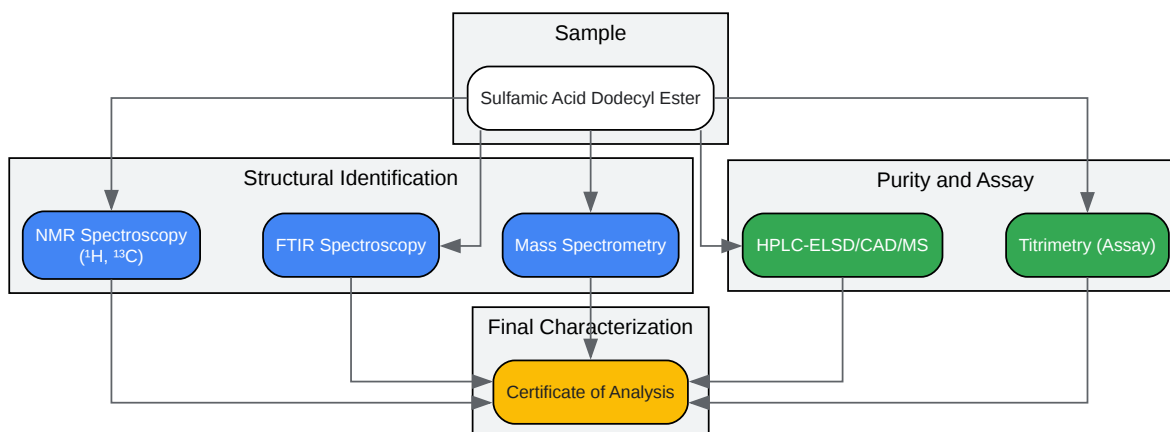 Sample
Sulfamic Acid Dodecyl Ester
Structural Identification
Purity and Assay
NMR Spectroscopy
(¹H, ¹³C)
FTIR Spectroscopy
Mass Spectrometry
HPLC-ELSD/CAD/MS
Titrimetry (Assay)
Final Characterization
Certificate of Analysis